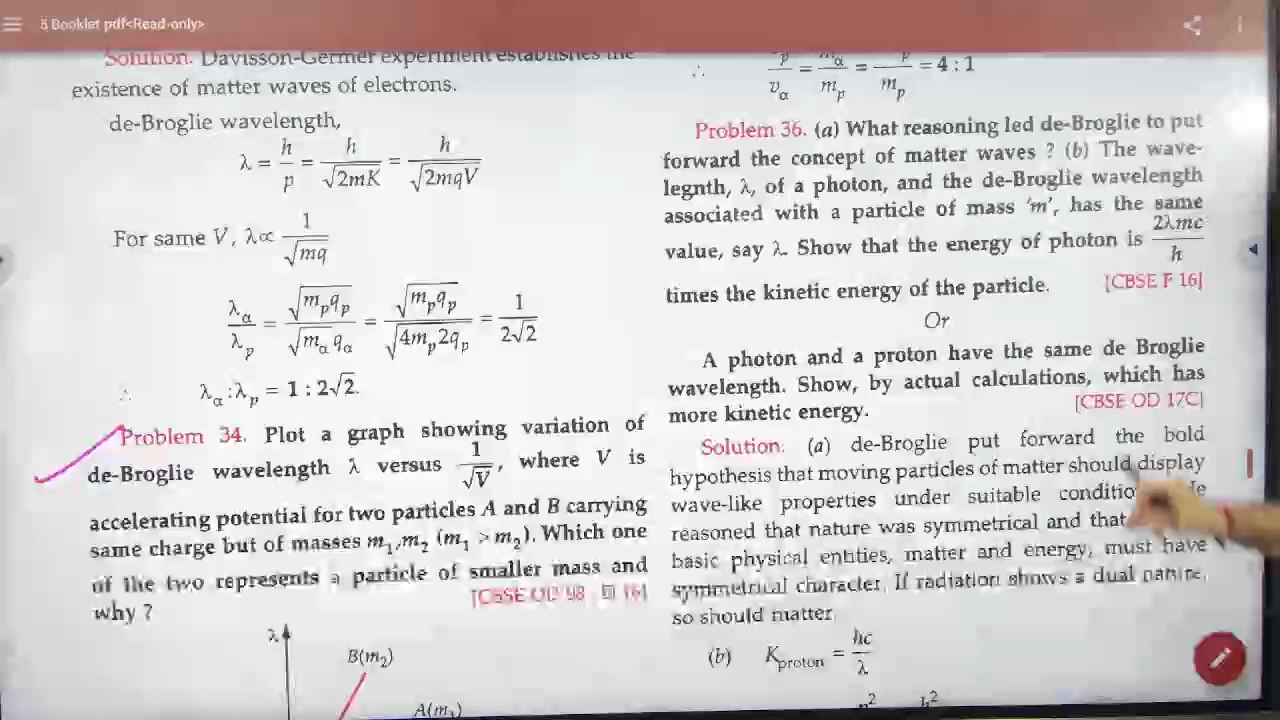 5 Booklet pdf<Read-only>
Solution. Davisson-Germer experiment establishes the
existence of matter waves of electrons.
de-Broglie wavelength,
λ = h/p = h/√2mK = h/√2mqV
For same V, λ∝ 1/√mq
λα/λp = √mpqp/√mαqα = √mpqp/√4mp2qp = 1/2√2
∴ λα:λp = 1 : 2√2.
Problem 34. Plot a graph showing variation of
de-Broglie wavelength λ versus 1/√V, where V is
accelerating potential for two particles A and B carrying
same charge but of masses m1,m2 (m1 > m2). Which one
of the two represents a particle of smaller mass and
why ? [CBSE OD 98 16]
λ
B(m2)
A(m1)
∴ /vα = mα/mp = /mp = 4 : 1
Problem 36. (a) What reasoning led de-Broglie to put
forward the concept of matter waves ? (b) The wave-
legnth, λ, of a photon, and the de-Broglie wavelength
associated with a particle of mass 'm', has the same
value, say λ. Show that the energy of photon is 2λmc/h
times the kinetic energy of the particle. [CBSE F 16]
Or
A photon and a proton have the same de Broglie
wavelength. Show, by actual calculations, which has
more kinetic energy. [CBSE OD 17C]
Solution. (a) de-Broglie put forward the bold
hypothesis that moving particles of matter should display
wave-like properties under suitable
reasoned that nature was symmetrical and that
basic physical entities, matter and energy, must have
symmetrical character. If radiation shows a dual nature,
so should matter.
(b) Kproton = hc/λ
h2